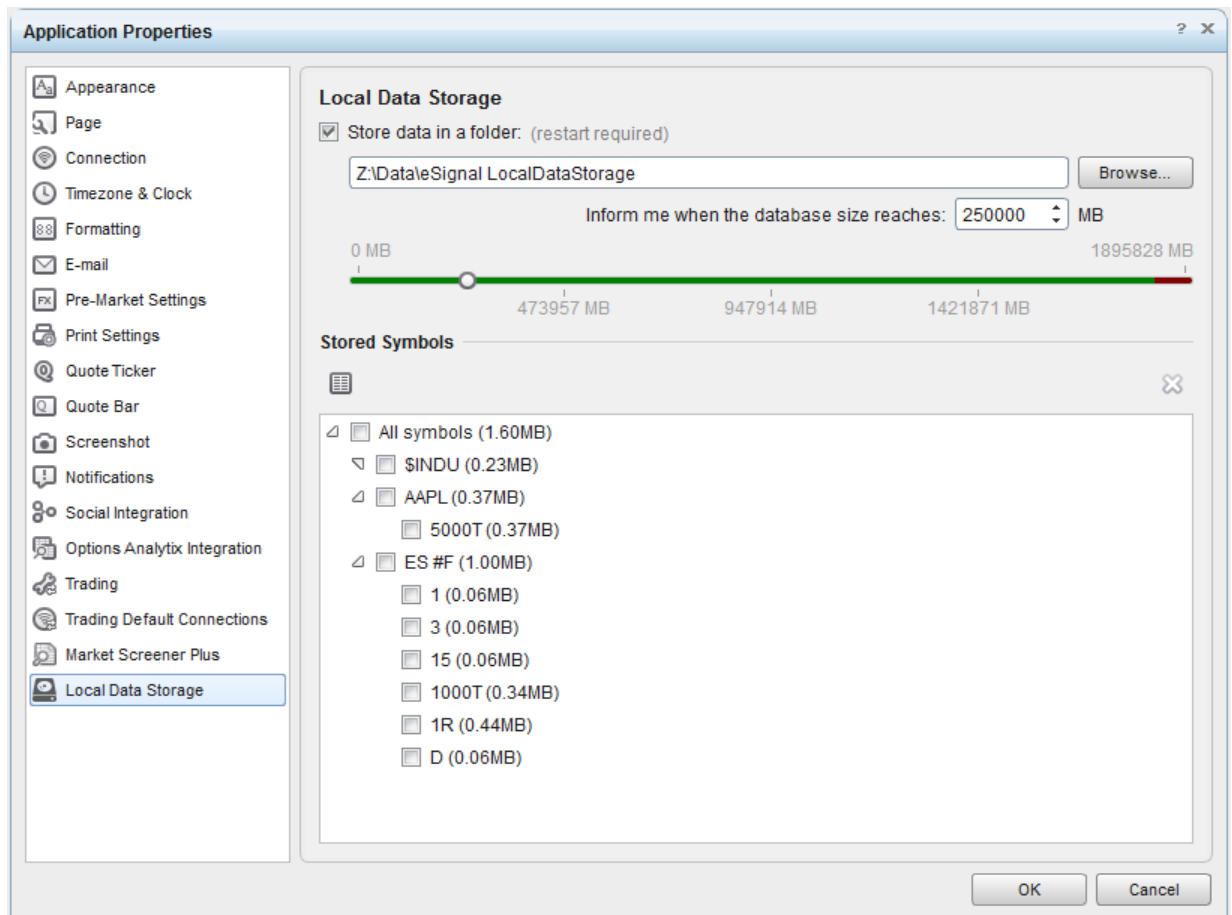 Application Properties
? X
Appearance
Page
Connection
Timezone & Clock
Formatting
E-mail
Pre-Market Settings
Print Settings
Quote Ticker
Quote Bar
Screenshot
Notifications
Social Integration
Options Analytix Integration
Trading
Trading Default Connections
Market Screener Plus
Local Data Storage
Local Data Storage
Store data in a folder: (restart required)
Z:\Data\eSignal LocalDataStorage
Browse...
Inform me when the database size reaches: 250000 MB
0 MB 1895828 MB
473957 MB 947914 MB 1421871 MB
Stored Symbols
All symbols (1.60MB)
$INDU (0.23MB)
AAPL (0.37MB)
5000T (0.37MB)
ES #F (1.00MB)
1 (0.06MB)
3 (0.06MB)
15 (0.06MB)
1000T (0.34MB)
1R (0.44MB)
D (0.06MB)
OK Cancel